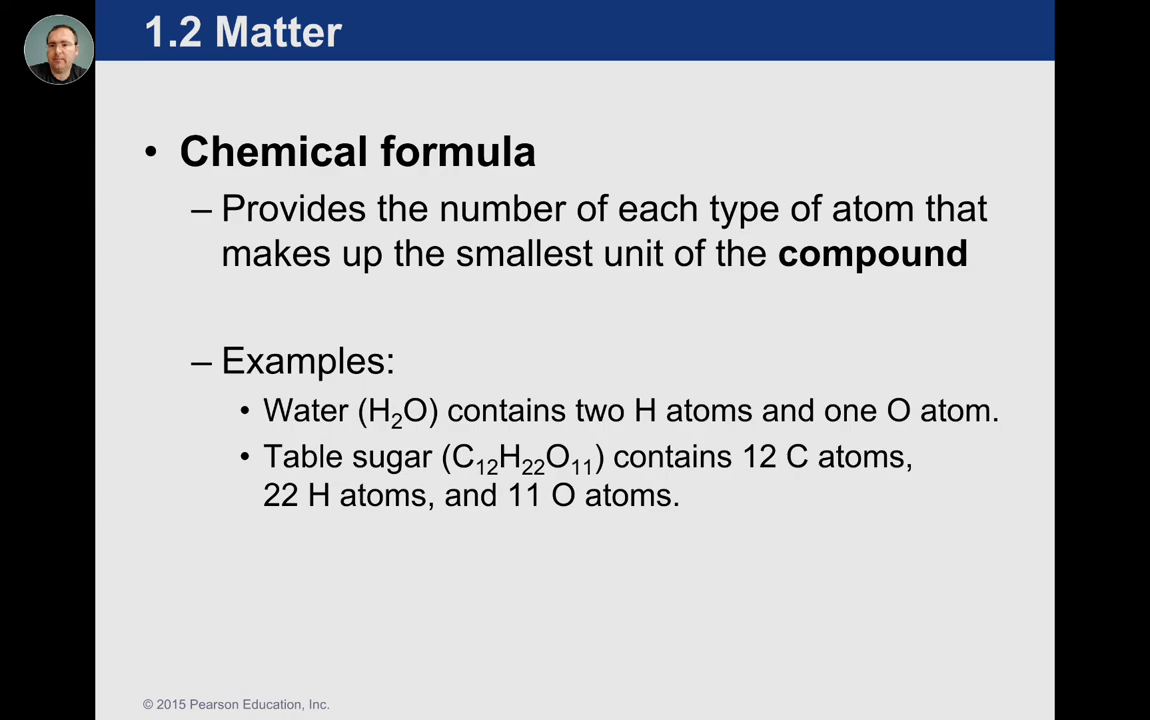 1.2 Matter
• Chemical formula
– Provides the number of each type of atom that
makes up the smallest unit of the compound
– Examples:
• Water (H₂O) contains two H atoms and one O atom.
• Table sugar (C₁₂H₂₂O₁₁) contains 12 C atoms,
22 H atoms, and 11 O atoms.
© 2015 Pearson Education, Inc.